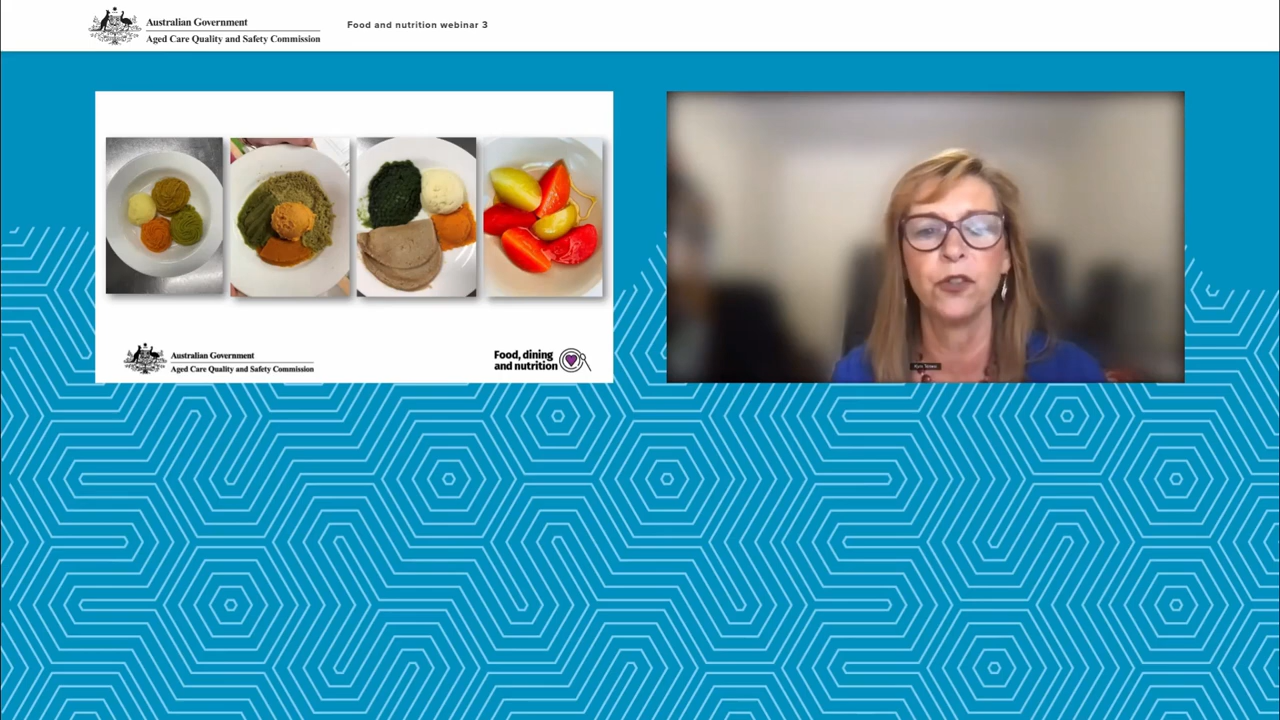 Australian Government
Aged Care Quality and Safety Commission
Food and nutrition webinar 3
Australian Government
Aged Care Quality and Safety Commission
Food, dining
and nutrition